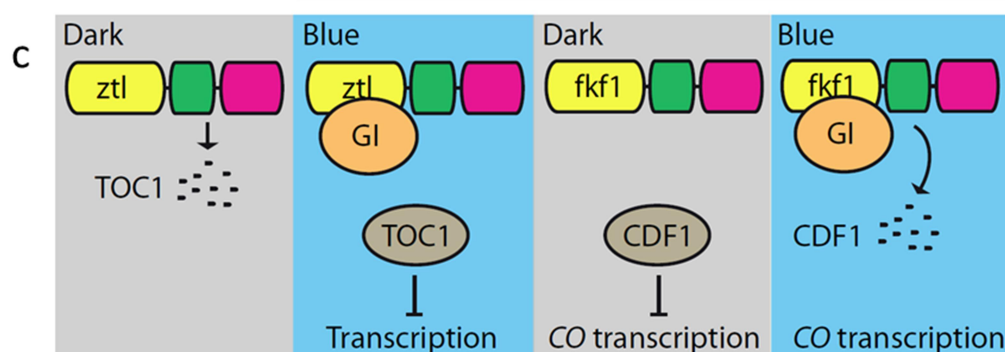 c
Dark
ztl
TOC1
Blue
ztl
GI
TOC1
Transcription
Dark
fkf1
CDF1
CO transcription
Blue
fkf1
GI
CDF1
CO transcription